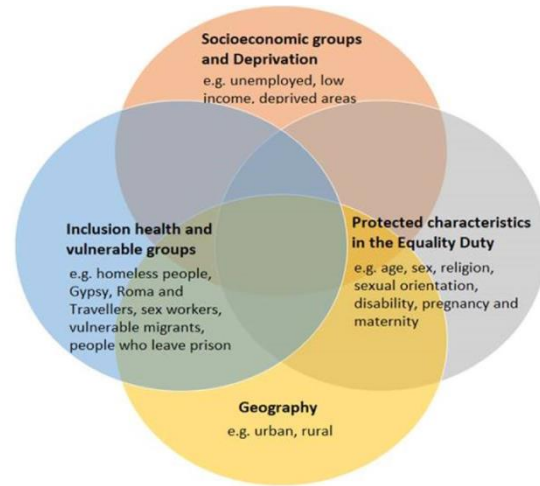 Socioeconomic groups
and Deprivation
e.g. unemployed, low
income, deprived areas
Inclusion health and
vulnerable groups
e.g. homeless people,
Gypsy, Roma and
Travellers, sex workers,
vulnerable migrants,
people who leave prison
Protected characteristics
in the Equality Duty
e.g. age, sex, religion,
sexual orientation,
disability, pregnancy and
maternity
Geography
e.g. urban, rural